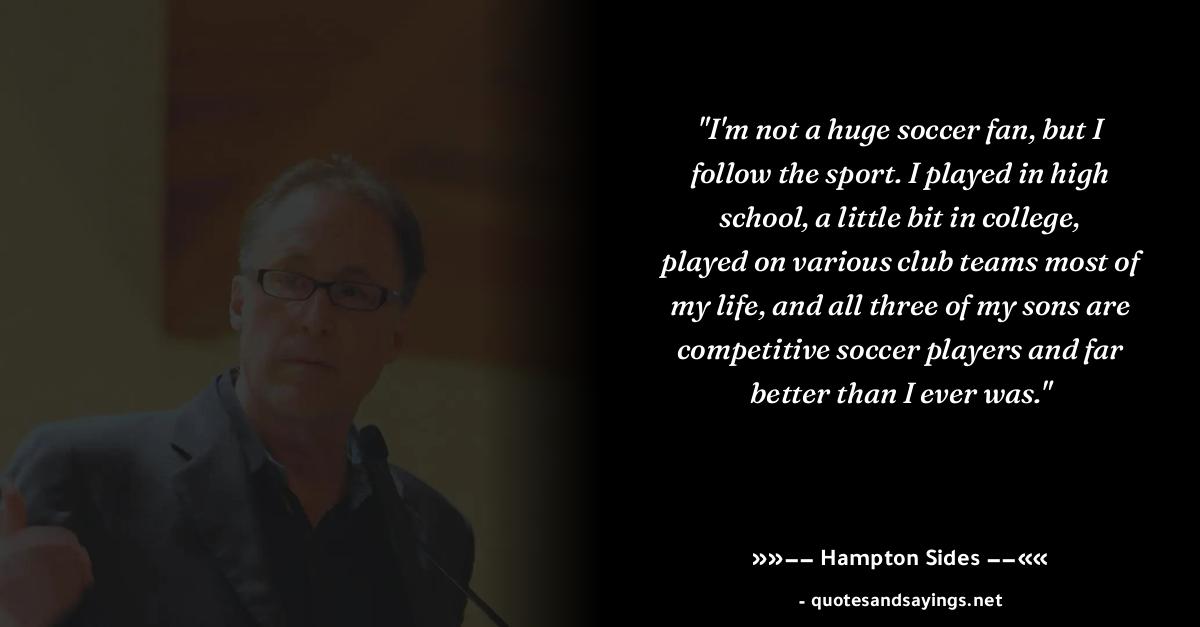 "I'm not a huge soccer fan, but I
follow the sport. I played in high
school, a little bit in college,
played on various club teams most of
my life, and all three of my sons are
competitive soccer players and far
better than I ever was."
»»−− Hampton Sides −−««
- quotesandsayings.net